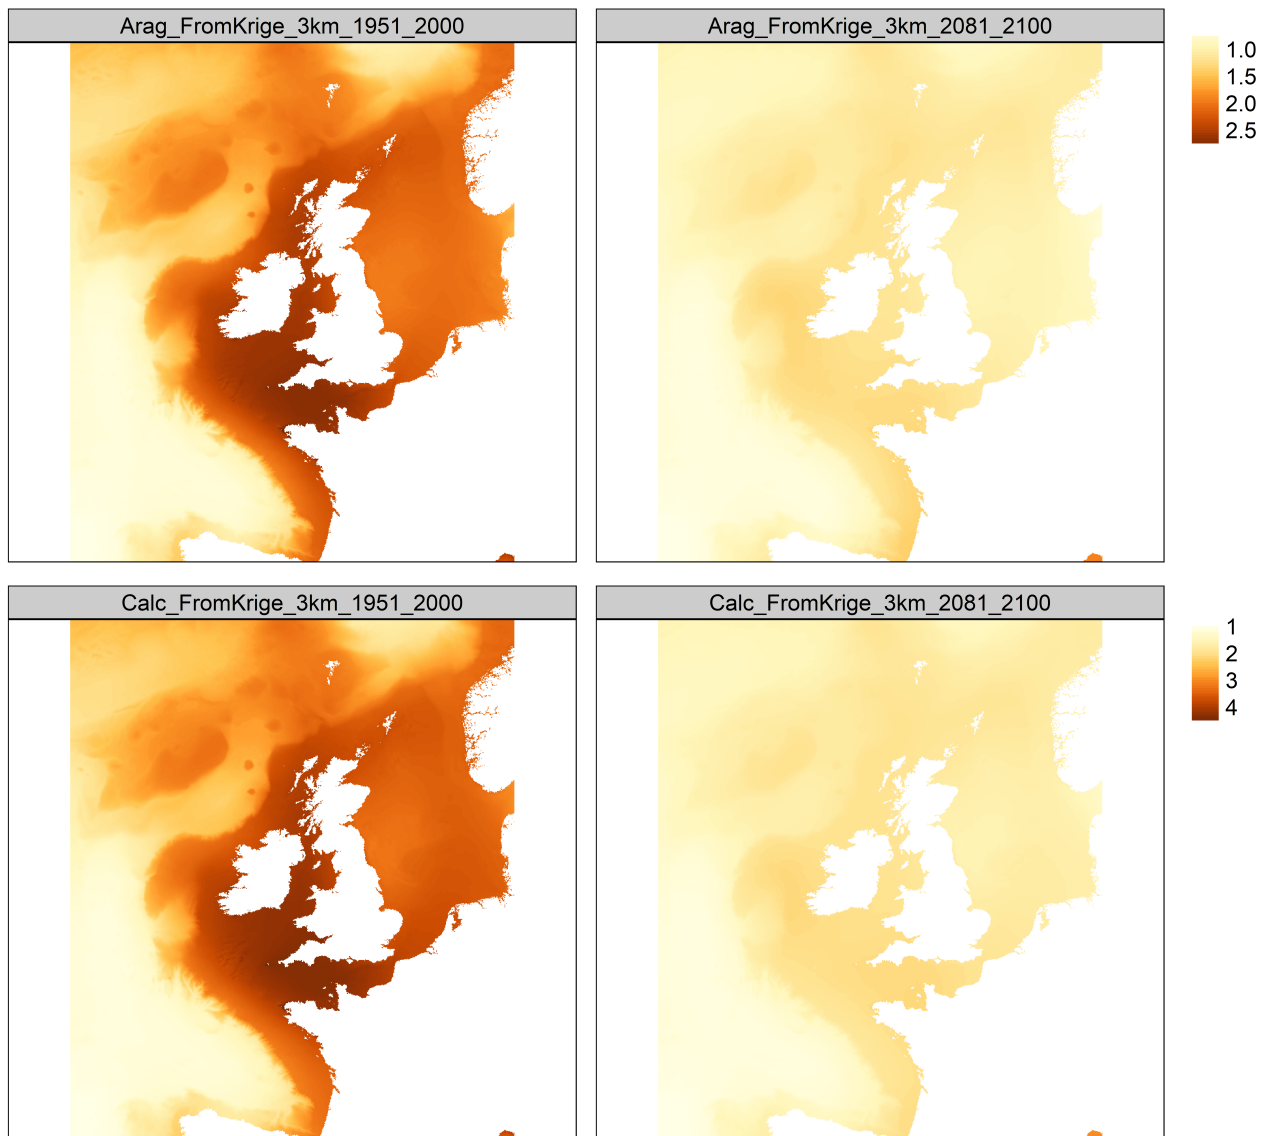 Arag_FromKrige_3km_1951_2000
Arag_FromKrige_3km_2081_2100
1.0
1.5
2.0
2.5
Calc_FromKrige_3km_1951_2000
Calc_FromKrige_3km_2081_2100
1
2
3
4